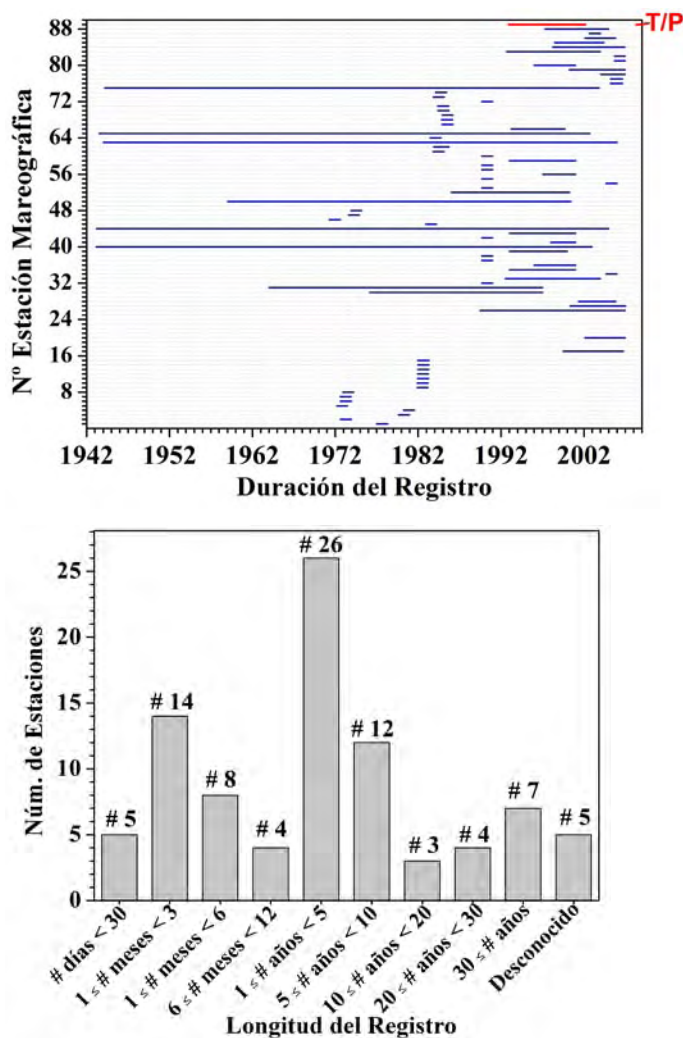 T/P
88
80
72
64
56
48
40
32
24
16
8
Nº Estación Mareográfica
1942 1952 1962 1972 1982 1992 2002
Duración del Registro
25
20
15
10
5
0
Núm. de Estaciones
# 5
# 14
# 8
# 4
# 26
# 12
# 3
# 4
# 7
# 5
# días < 30
1 ≤ # meses < 3
1 ≤ # meses < 6
6 ≤ # meses < 12
1 ≤ # años < 5
5 ≤ # años < 10
10 ≤ # años < 20
20 ≤ # años < 30
30 ≤ # años
Desconocido
Longitud del Registro